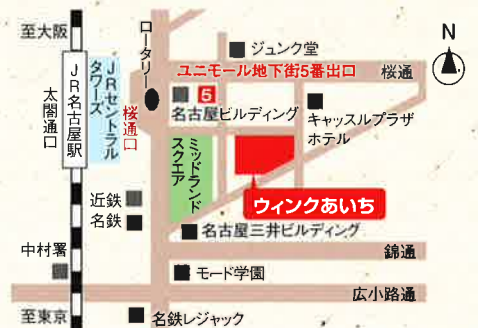 至大阪
ロータリー
ジュンク堂
N
ユニモール地下街5番出口
桜通
JR名古屋駅
JRセントラル
タワーズ
太閤通口
桜通口
5
名古屋ビルディング
キャッスルプラザ
ホテル
ミッドランド
スクエア
ウィンクあいち
近鉄
名鉄
名古屋三井ビルディング
中村署
錦通
モード学園
広小路通
至東京
名鉄レジャック